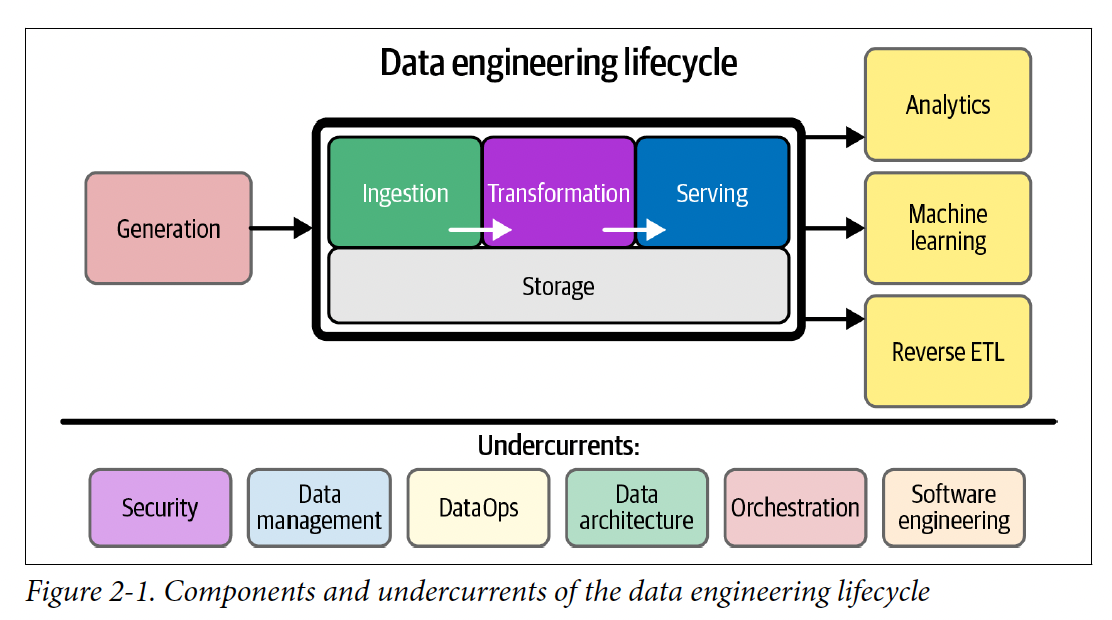 Data engineering lifecycle
Generation
Ingestion
Transformation
Serving
Storage
Analytics
Machine
learning
Reverse ETL
Undercurrents:
Security
Data
management
DataOps
Data
architecture
Orchestration
Software
engineering
Figure 2-1. Components and undercurrents of the data engineering lifecycle